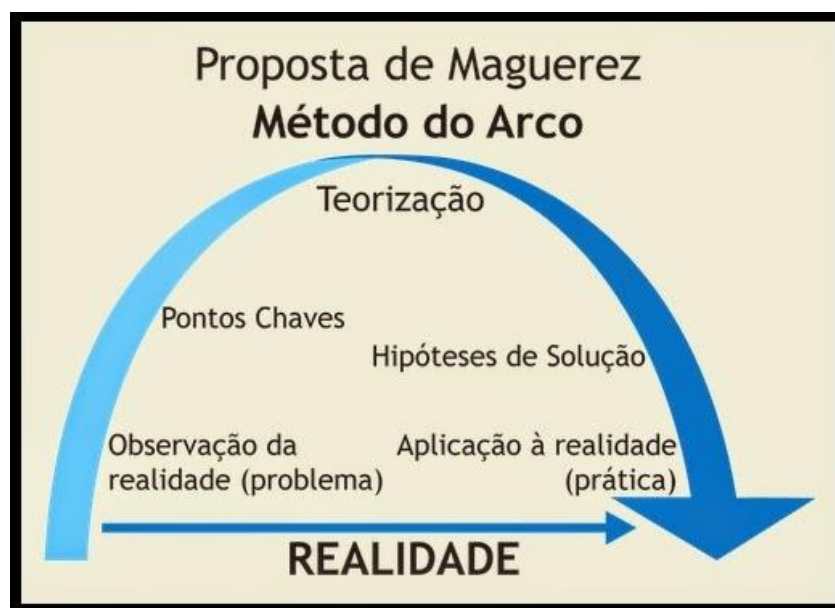 Proposta de Maguerez
Método do Arco
Teorização
Pontos Chaves
Hipóteses de Solução
Observação da
realidade (problema)
Aplicação à realidade
(prática)
REALIDADE